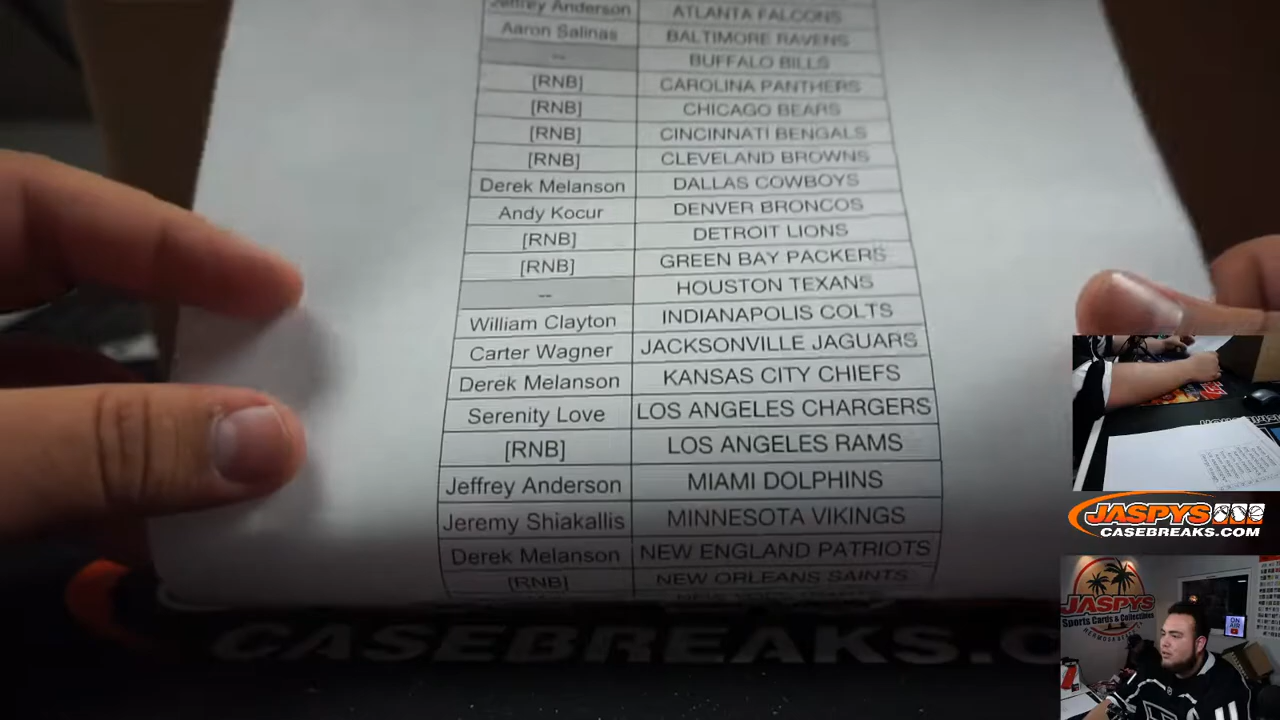 Jeffrey Anderson ATLANTA FALCONS
Aaron Salinas BALTIMORE RAVENS
-- BUFFALO BILLS
[RNB] CAROLINA PANTHERS
[RNB] CHICAGO BEARS
[RNB] CINCINNATI BENGALS
[RNB] CLEVELAND BROWNS
Derek Melanson DALLAS COWBOYS
Andy Kocur DENVER BRONCOS
[RNB] DETROIT LIONS
[RNB] GREEN BAY PACKERS
-- HOUSTON TEXANS
William Clayton INDIANAPOLIS COLTS
Carter Wagner JACKSONVILLE JAGUARS
Derek Melanson KANSAS CITY CHIEFS
Serenity Love LOS ANGELES CHARGERS
[RNB] LOS ANGELES RAMS
Jeffrey Anderson MIAMI DOLPHINS
Jeremy Shiakallis MINNESOTA VIKINGS
Derek Melanson NEW ENGLAND PATRIOTS
[RNB] NEW ORLEANS SAINTS
CASEBREAKS.C
JASPYS
CASEBREAKS.COM
JASPYS
Sports Cards & Collectibles
ON
AIR